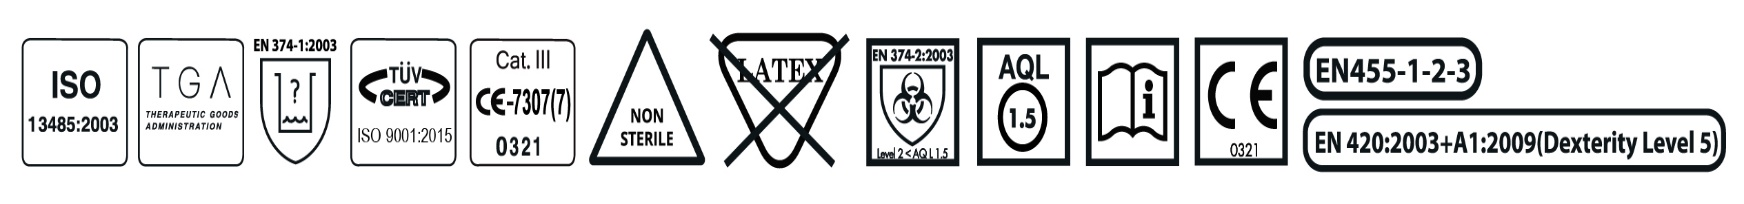 ISO
13485:2003
TGA
THERAPEUTIC GOODS
ADMINISTRATION
EN 374-1:2003
?
TÜV
CERT
ISO 9001:2015
Cat. III
CE-7307(7)
0321
NON
STERILE
LATEX
EN 374-2:2003
Level 2 < AQL1.5
AQL
1.5
i
CE
0321
EN455-1-2-3
EN 420:2003+A1:2009(Dexterity Level 5)